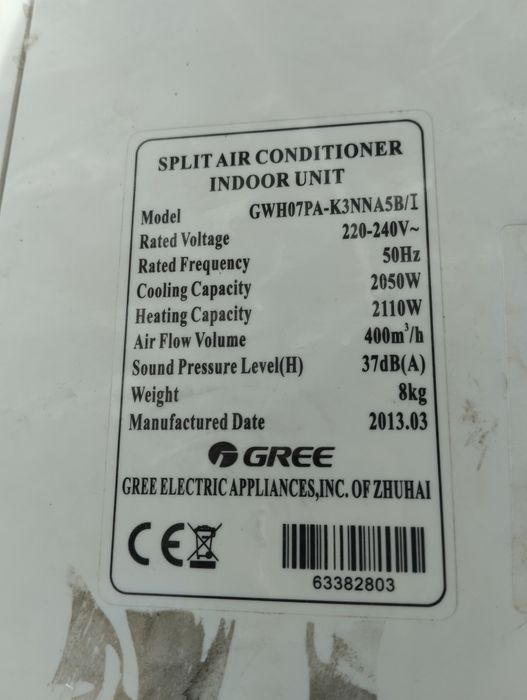 SPLIT AIR CONDITIONER
INDOOR UNIT
Model GWH07PA-K3NNA5B/I
Rated Voltage 220-240V~
Rated Frequency 50Hz
Cooling Capacity 2050W
Heating Capacity 2110W
Air Flow Volume 400m³/h
Sound Pressure Level(H) 37dB(A)
Weight 8kg
Manufactured Date 2013.03
GREE
GREE ELECTRIC APPLIANCES,INC. OF ZHUHAI
CE
63382803